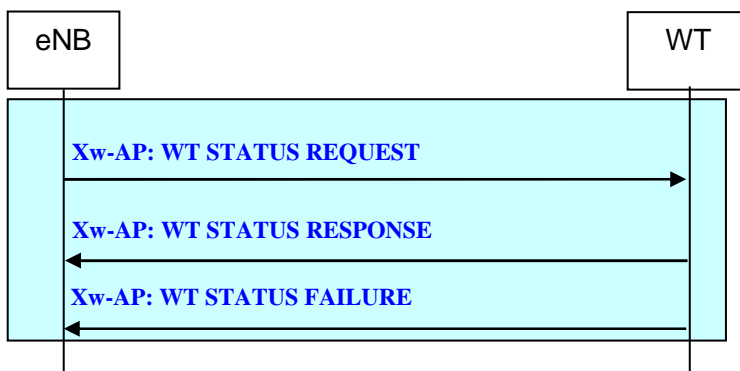 eNB
WT
Xw-AP: WT STATUS REQUEST
Xw-AP: WT STATUS RESPONSE
Xw-AP: WT STATUS FAILURE